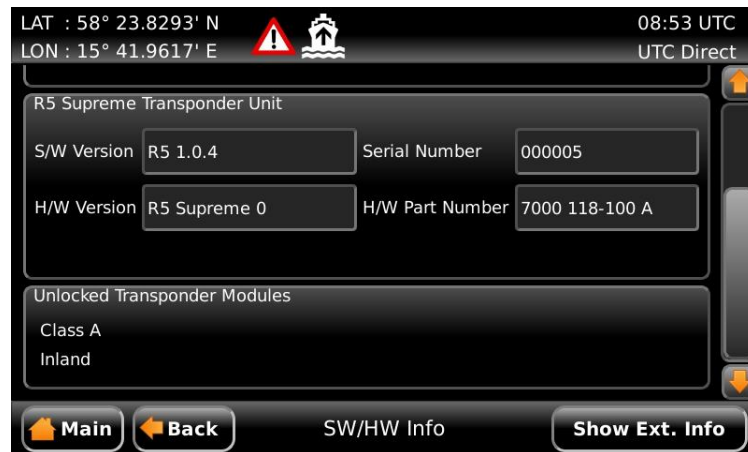 LAT : 58° 23.8293' N
LON : 15° 41.9617' E
08:53 UTC
UTC Direct
R5 Supreme Transponder Unit
S/W Version R5 1.0.4 Serial Number 000005
H/W Version R5 Supreme 0 H/W Part Number 7000 118-100 A
Unlocked Transponder Modules
Class A
Inland
Main Back SW/HW Info Show Ext. Info